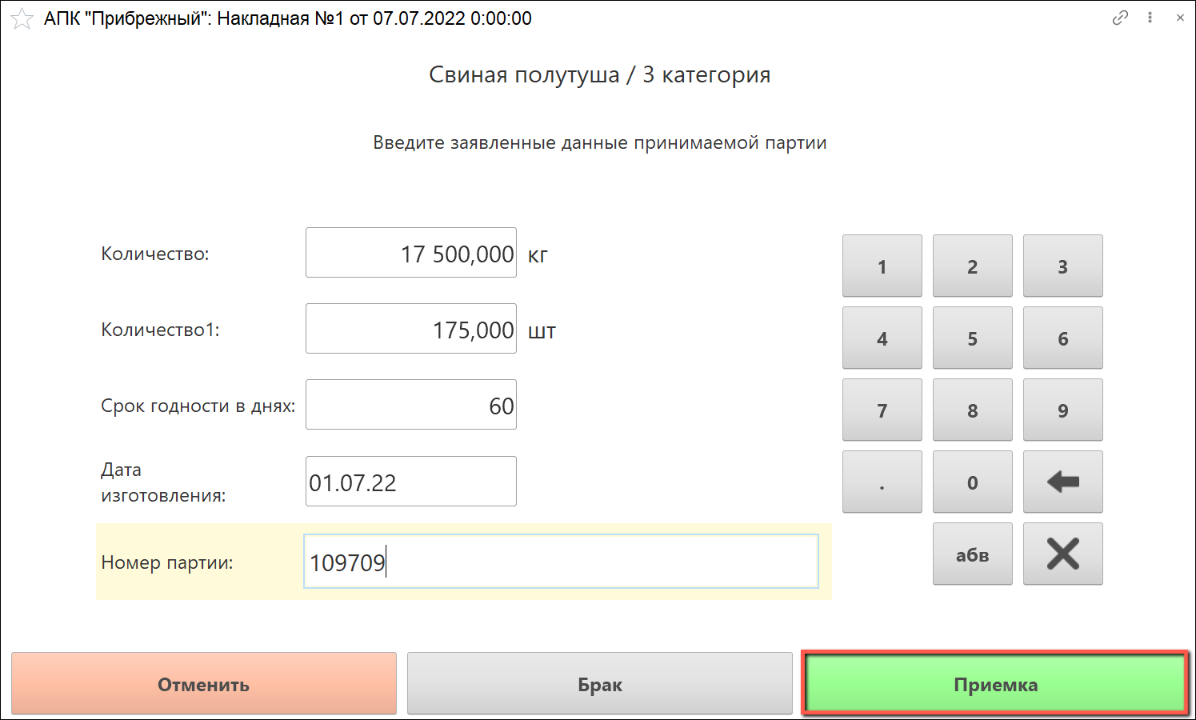 АПК "Прибрежный": Накладная №1 от 07.07.2022 0:00:00
Свиная полутуша / 3 категория
Введите заявленные данные принимаемой партии
Количество: 17 500,000 кг
Количество1: 175,000 шт
Срок годности в днях: 60
Дата
изготовления: 01.07.22
Номер партии: 109709
1 2 3
4 5 6
7 8 9
. 0
абв
Отменить Брак Приемка